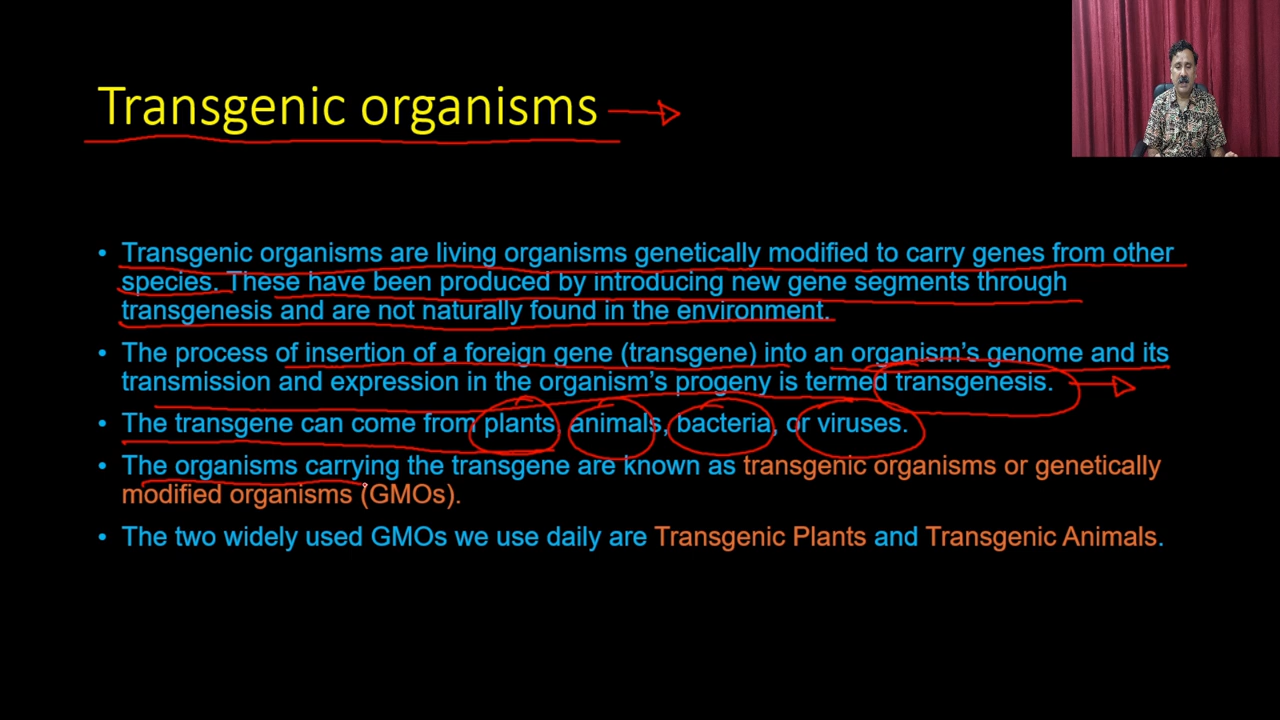 Transgenic organisms
• Transgenic organisms are living organisms genetically modified to carry genes from other
species. These have been produced by introducing new gene segments through
transgenesis and are not naturally found in the environment.
• The process of insertion of a foreign gene (transgene) into an organism's genome and its
transmission and expression in the organism's progeny is termed transgenesis.
• The transgene can come from plants, animals, bacteria, or viruses.
• The organisms carrying the transgene are known as transgenic organisms or genetically
modified organisms (GMOs).
• The two widely used GMOs we use daily are Transgenic Plants and Transgenic Animals.